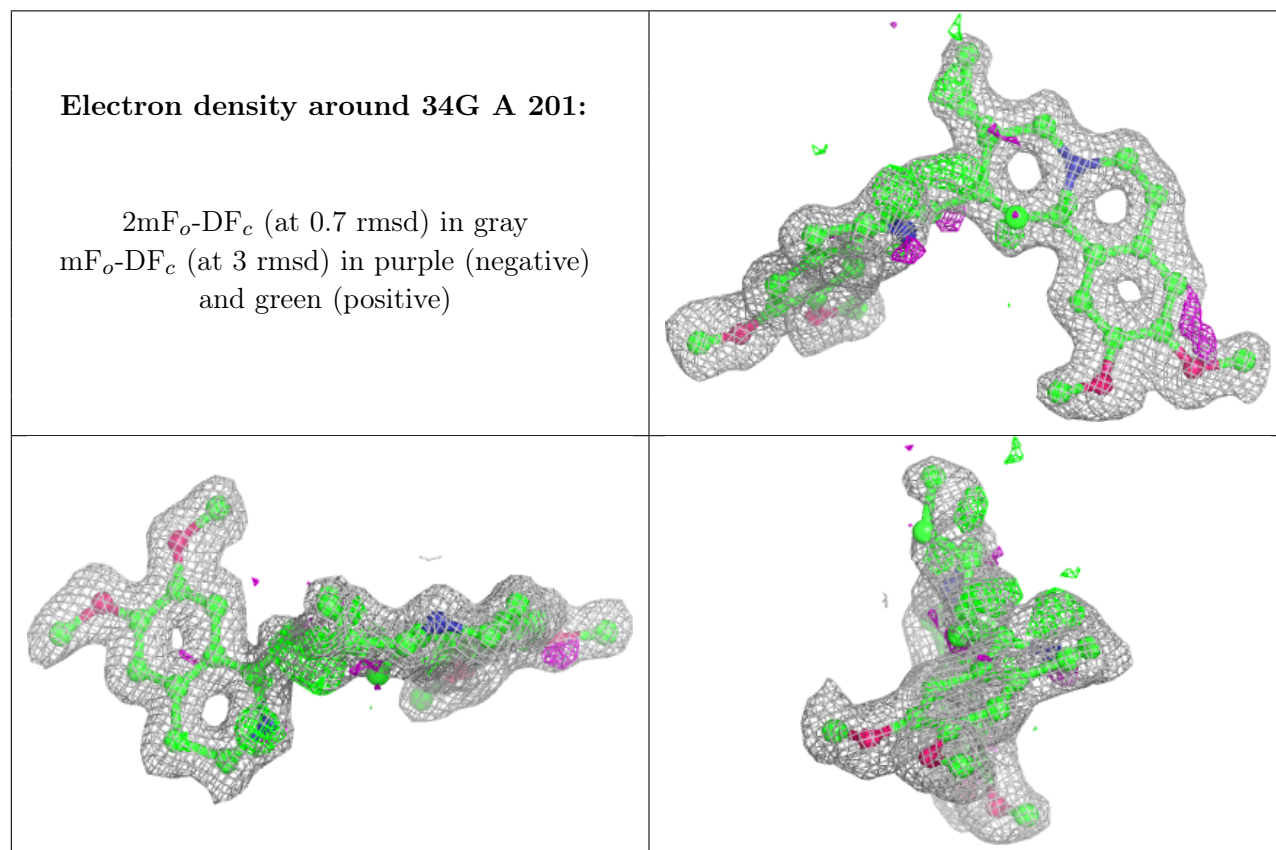 Electron density around 34G A 201:
2mFo-DFc (at 0.7 rmsd) in gray
mFo-DFc (at 3 rmsd) in purple (negative)
and green (positive)